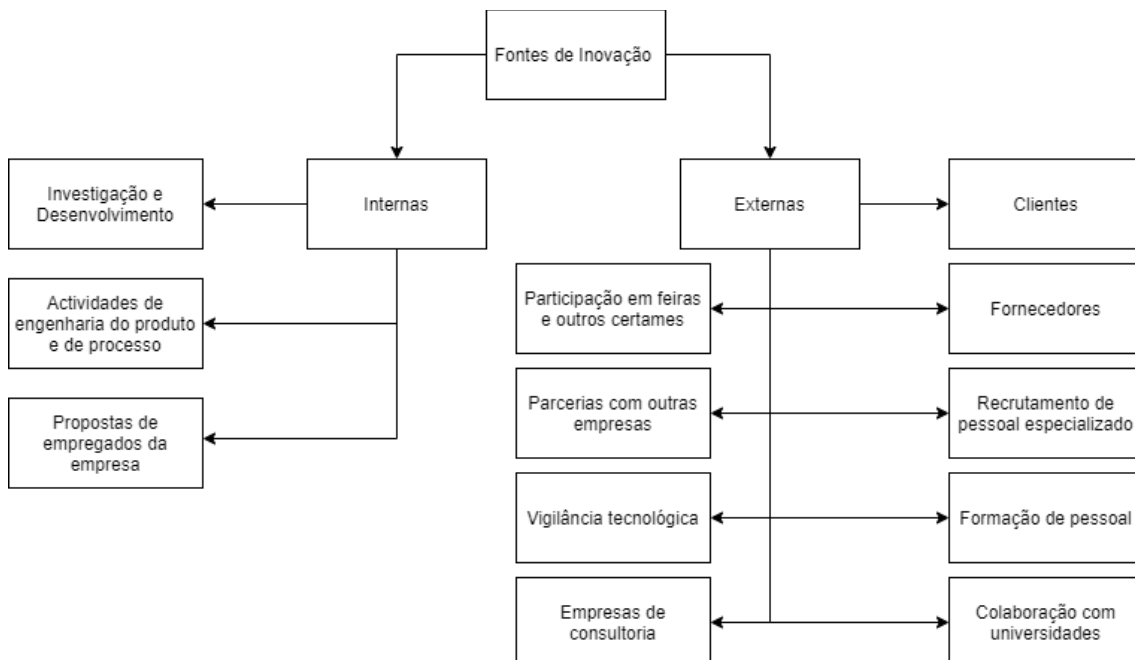 Fontes de Inovação
Investigação e
Desenvolvimento
Internas
Externas
Clientes
Actividades de
engenharia do produto
e de processo
Participação em feiras
e outros certames
Fornecedores
Propostas de
empregados da
empresa
Parcerias com outras
empresas
Recrutamento de
pessoal especializado
Vigilância tecnológica
Formação de pessoal
Empresas de
consultoria
Colaboração com
universidades